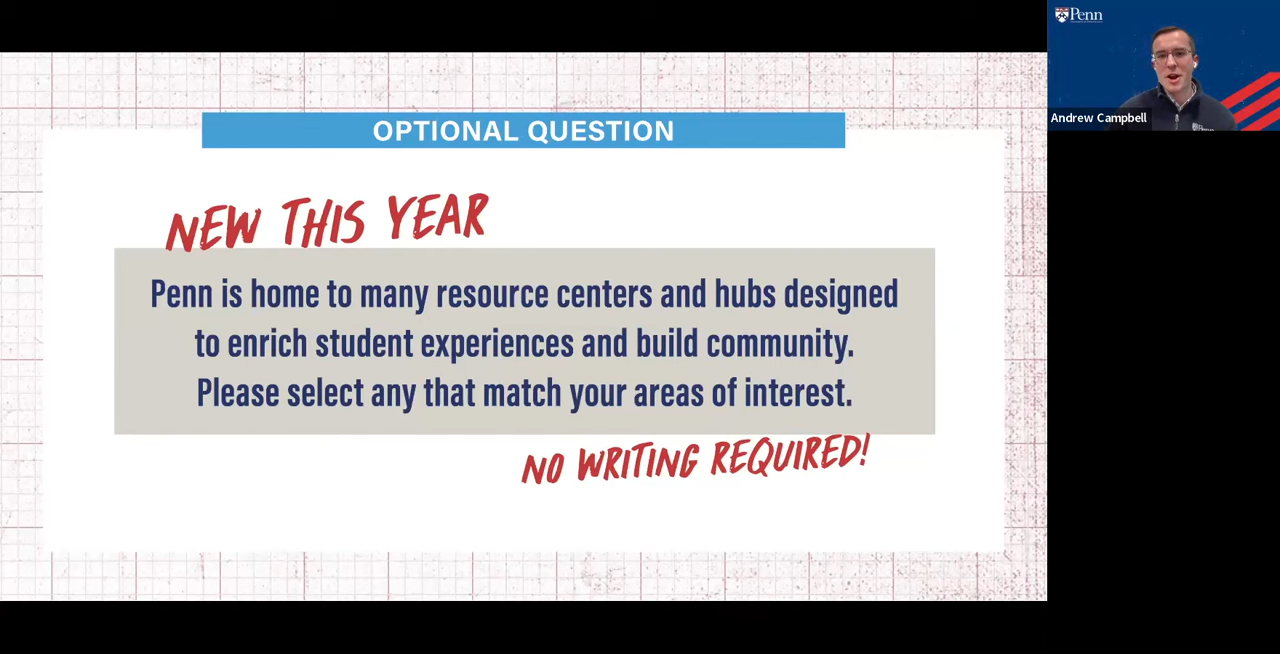 OPTIONAL QUESTION
NEW THIS YEAR
Penn is home to many resource centers and hubs designed
to enrich student experiences and build community.
Please select any that match your areas of interest.
NO WRITING REQUIRED!
Penn
Andrew Campbell